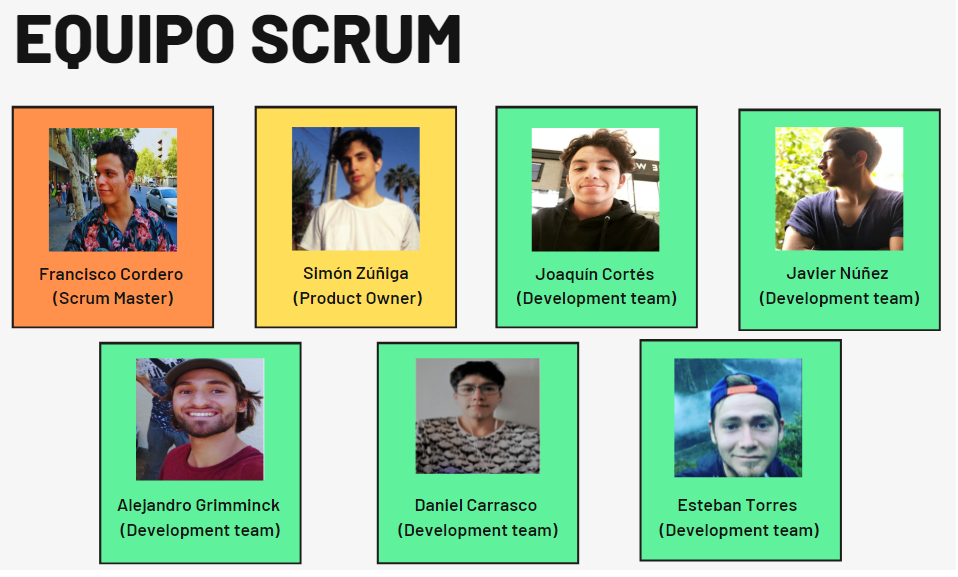 EQUIPO SCRUM
Francisco Cordero
(Scrum Master)
Simón Zúñiga
(Product Owner)
Joaquín Cortés
(Development team)
Javier Núñez
(Development team)
Alejandro Grimminck
(Development team)
Daniel Carrasco
(Development team)
Esteban Torres
(Development team)